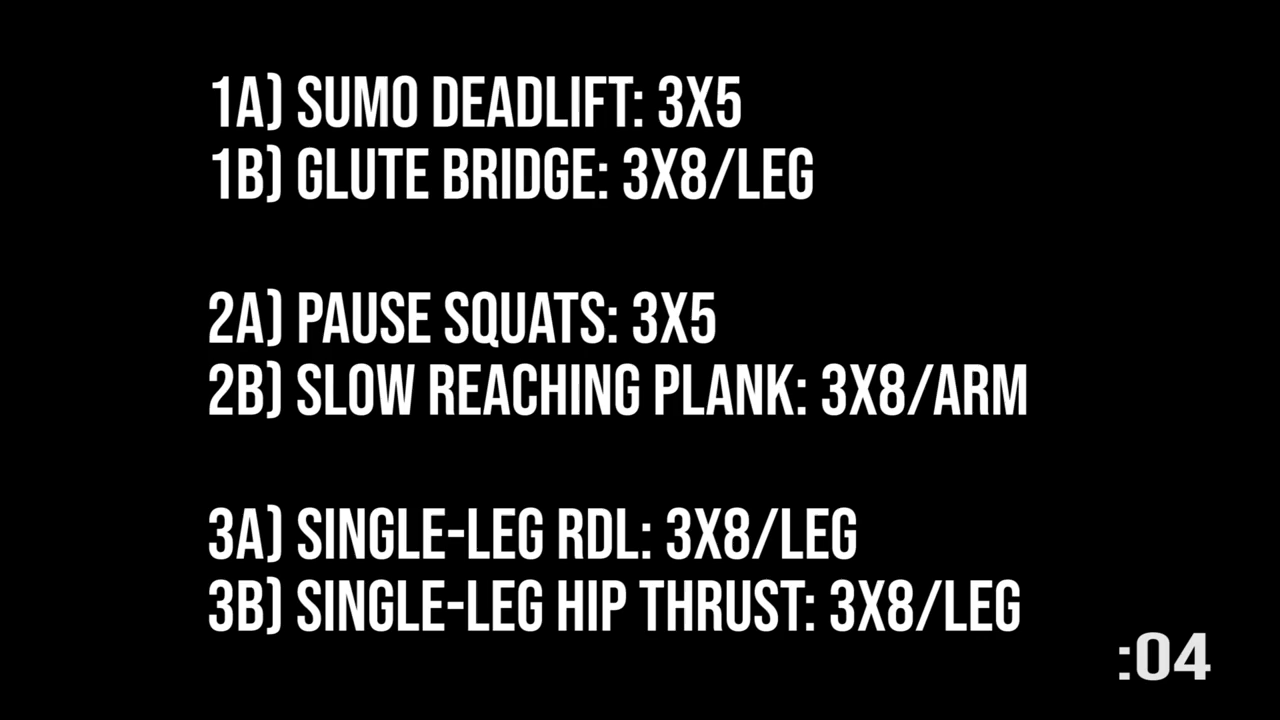 1A) SUMO DEADLIFT: 3X5
1B) GLUTE BRIDGE: 3X8/LEG
2A) PAUSE SQUATS: 3X5
2B) SLOW REACHING PLANK: 3X8/ARM
3A) SINGLE-LEG RDL: 3X8/LEG
3B) SINGLE-LEG HIP THRUST: 3X8/LEG
:04